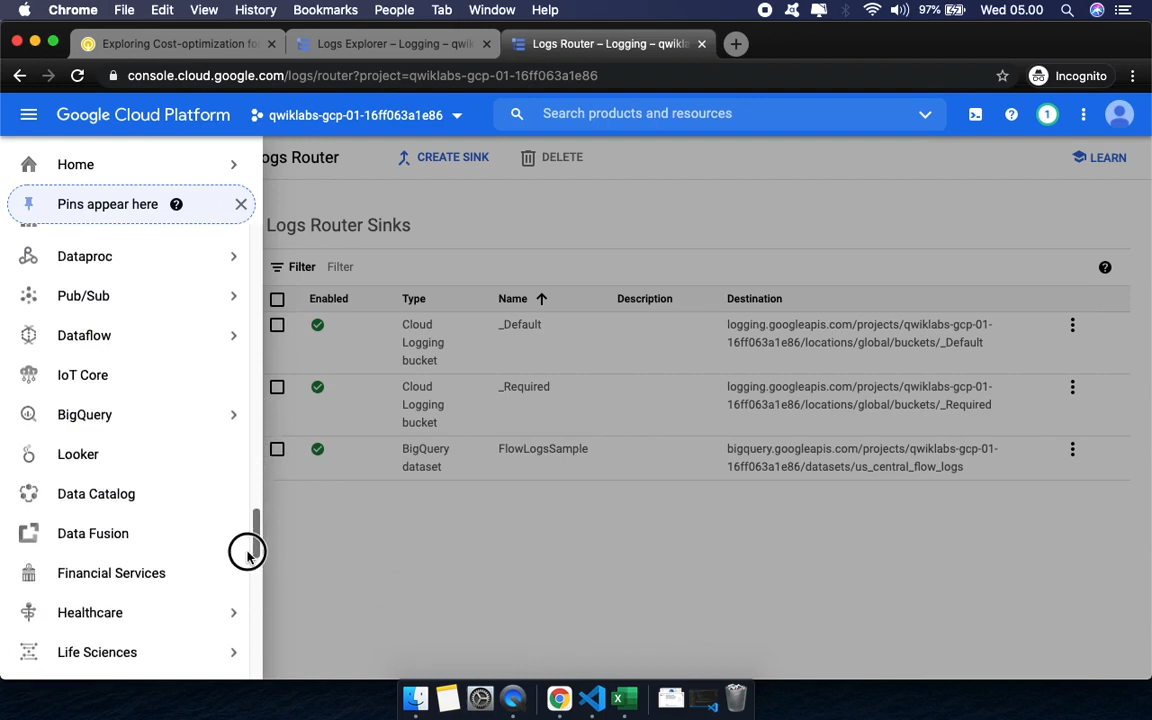 Chrome File Edit View History Bookmarks People Tab Window Help 97% Wed 05.00
Exploring Cost-optimization fo Logs Explorer – Logging – qwik Logs Router – Logging – qwikla
console.cloud.google.com/logs/router?project=qwiklabs-gcp-01-16ff063a1e86 Incognito
Google Cloud Platform qwiklabs-gcp-01-16ff063a1e86 Search products and resources 1
Home
Pins appear here
Dataproc
Pub/Sub
Dataflow
IoT Core
BigQuery
Looker
Data Catalog
Data Fusion
Financial Services
Healthcare
Life Sciences
ogs Router CREATE SINK DELETE LEARN
Logs Router Sinks
Filter Filter
Enabled Type Name Description Destination
Cloud Logging bucket _Default logging.googleapis.com/projects/qwiklabs-gcp-01-
16ff063a1e86/locations/global/buckets/_Default
Cloud Logging bucket _Required logging.googleapis.com/projects/qwiklabs-gcp-01-
16ff063a1e86/locations/global/buckets/_Required
BigQuery dataset FlowLogsSample bigquery.googleapis.com/projects/qwiklabs-gcp-01-
16ff063a1e86/datasets/us_central_flow_logs